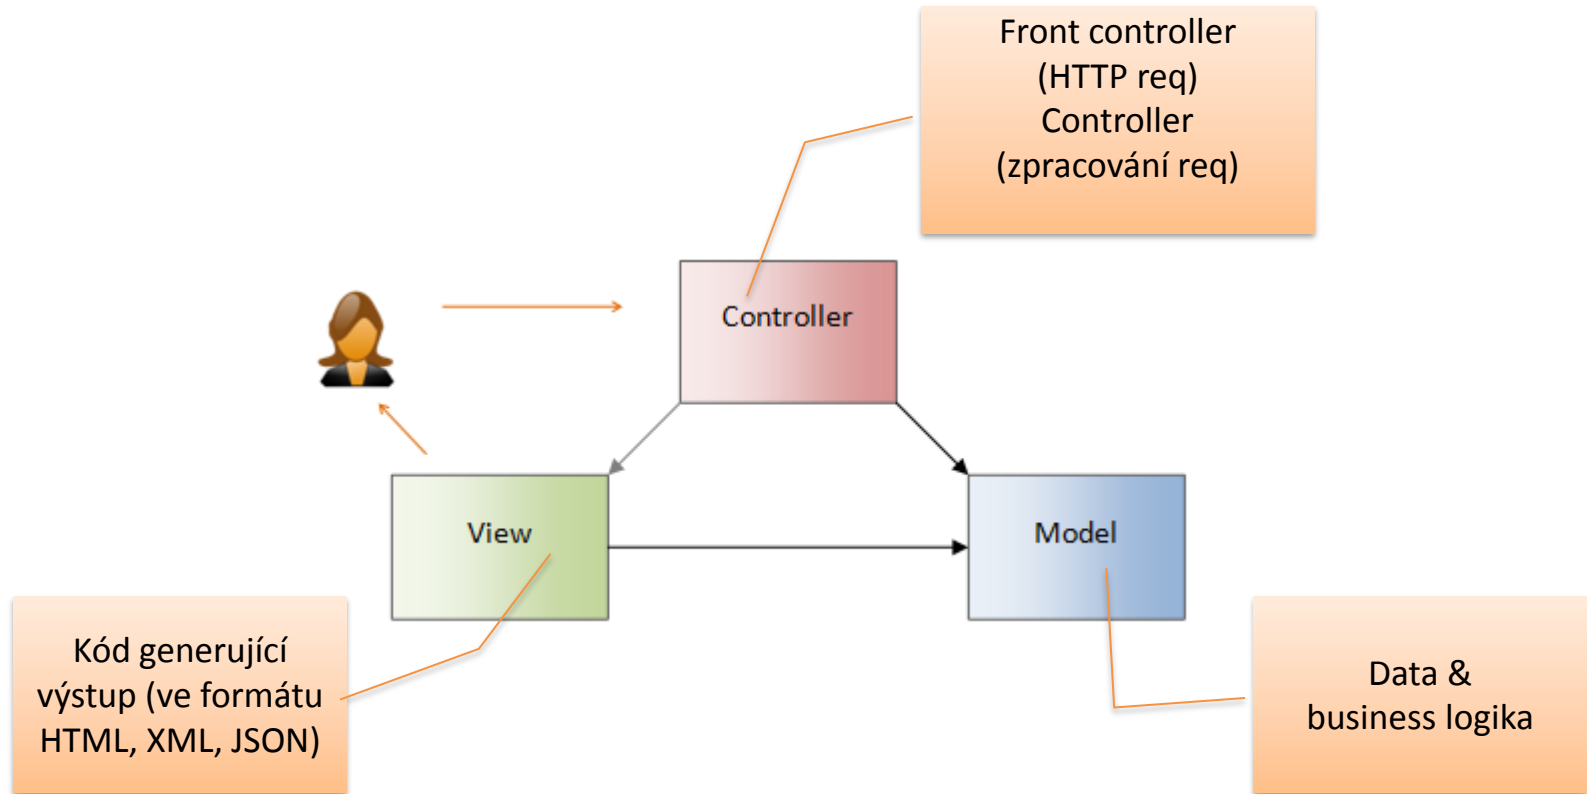 Front controller
(HTTP req)
Controller
(zpracování req)
Controller
View
Model
Kód generující
výstup (ve formátu
HTML, XML, JSON)
Data &
business logika